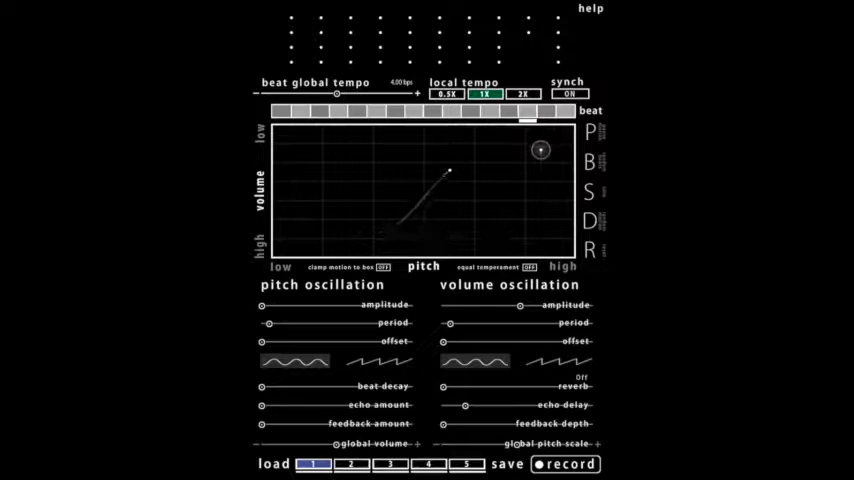 help
beat global tempo 4.00 bps local tempo synch
0.5X 1X 2X ON
beat
low
volume
high
P
B
S
D
R
low clamp motion to box OFF pitch equal temperament OFF high
pitch oscillation volume oscillation
amplitude amplitude
period period
offset offset
Off
beat decay reverb
echo amount echo delay
feedback amount feedback depth
global volume global pitch scale
load 1 2 3 4 5 save record